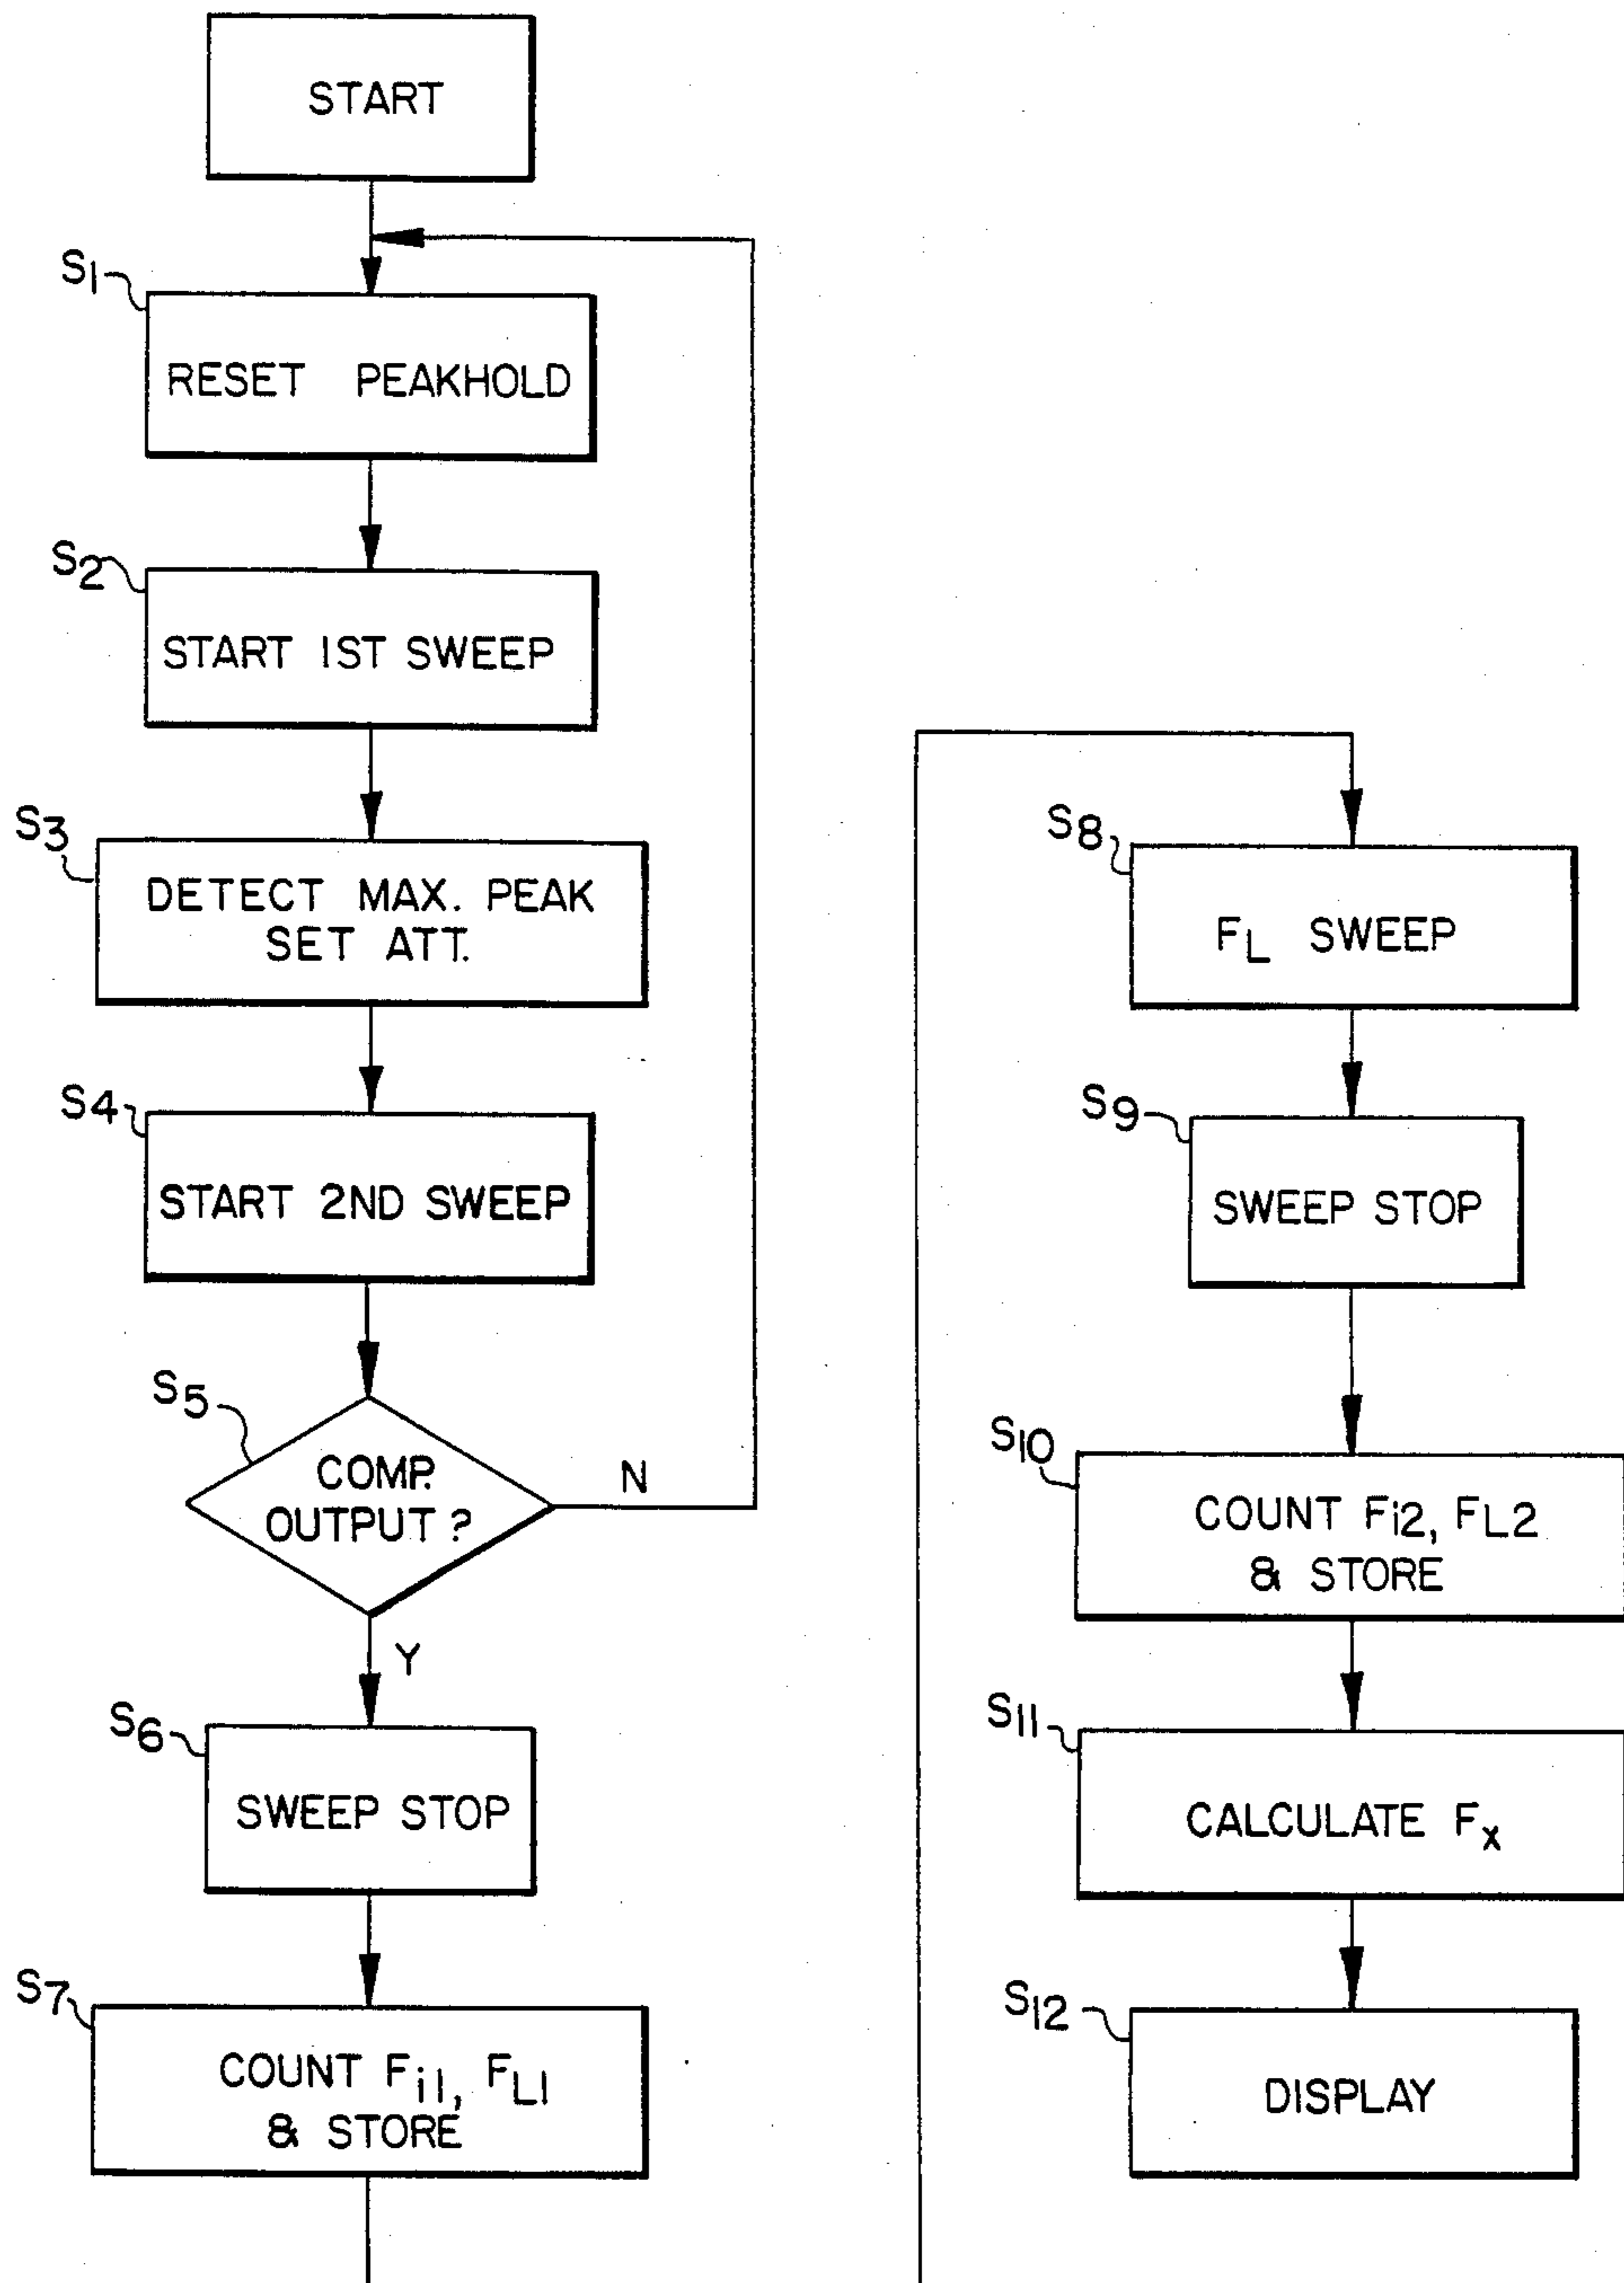 START
S1
RESET PEAKHOLD
S2
START 1ST SWEEP
S3
DETECT MAX. PEAK
SET ATT.
S4
START 2ND SWEEP
S5
COMP.
OUTPUT ?
N
Y
S6
SWEEP STOP
S7
COUNT Fi1, FL1
& STORE
S8
FL SWEEP
S9
SWEEP STOP
S10
COUNT Fi2, FL2
& STORE
S11
CALCULATE Fx
S12
DISPLAY